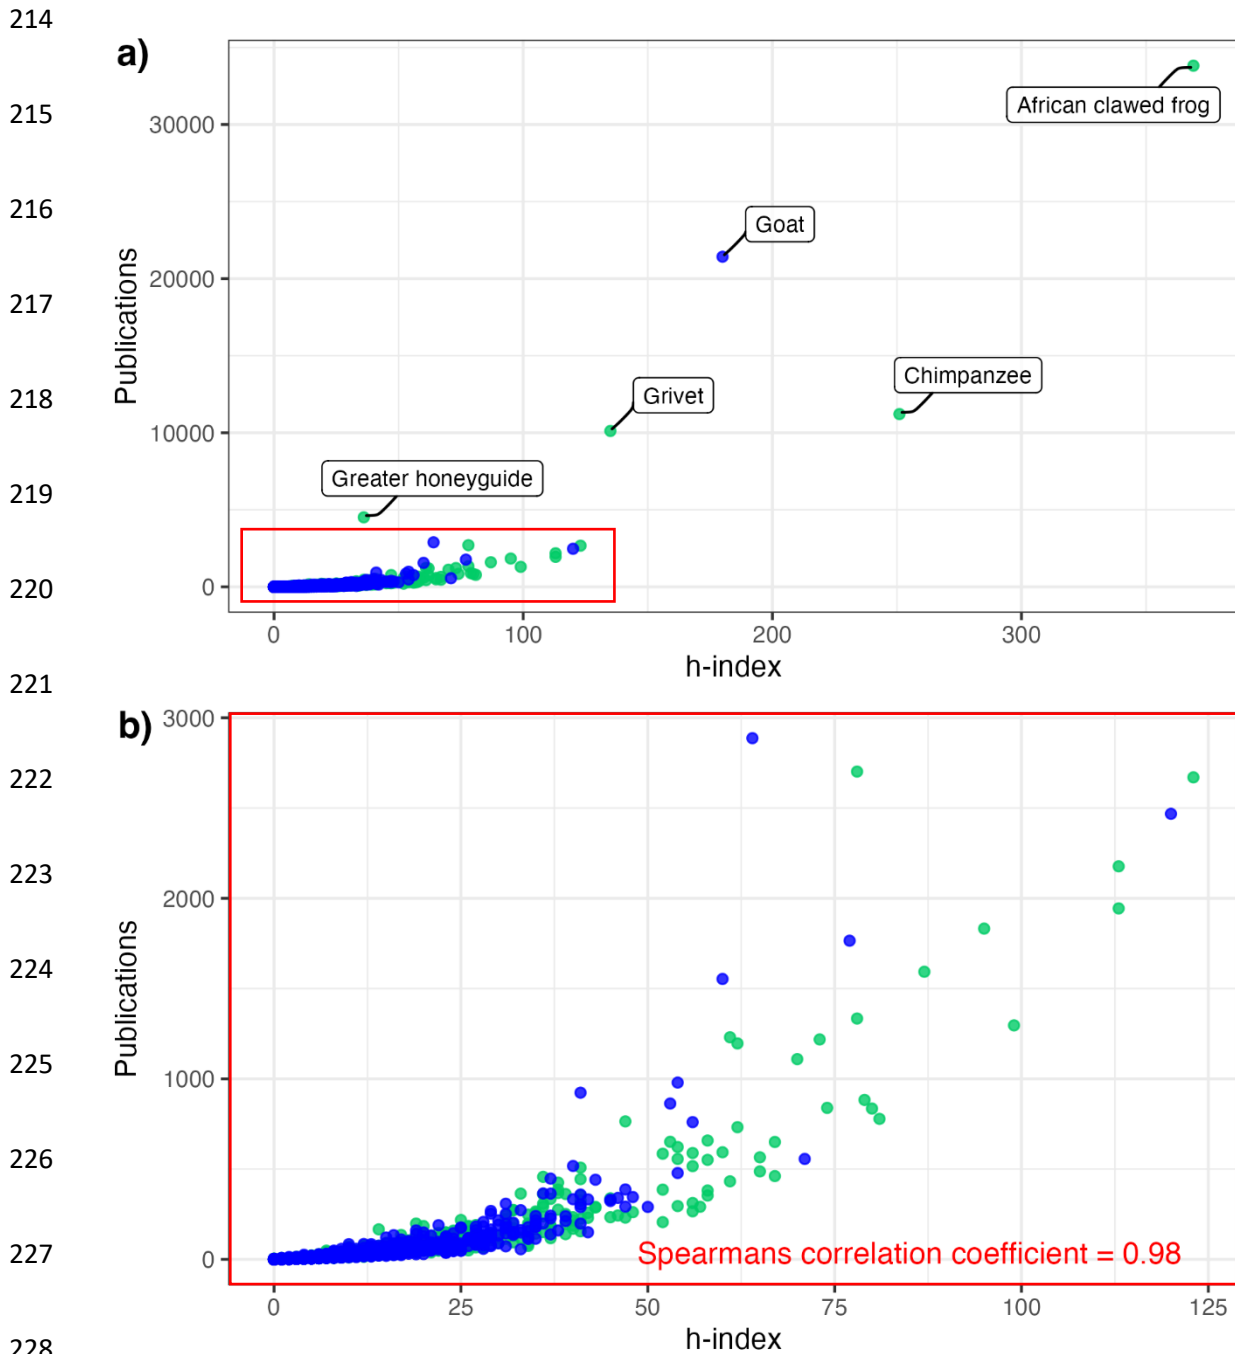 214
a)
African clawed frog
215
30000
216
Goat
20000
217
Publications
Chimpanzee
218
Grivet
10000
219
Greater honeyguide
220
0
0 100 200 300
h-index
221
b)
3000
222
223
2000
224
Publications
225
1000
226
227
0
Spearmans correlation coefficient = 0.98
0 25 50 75 100 125
h-index
228